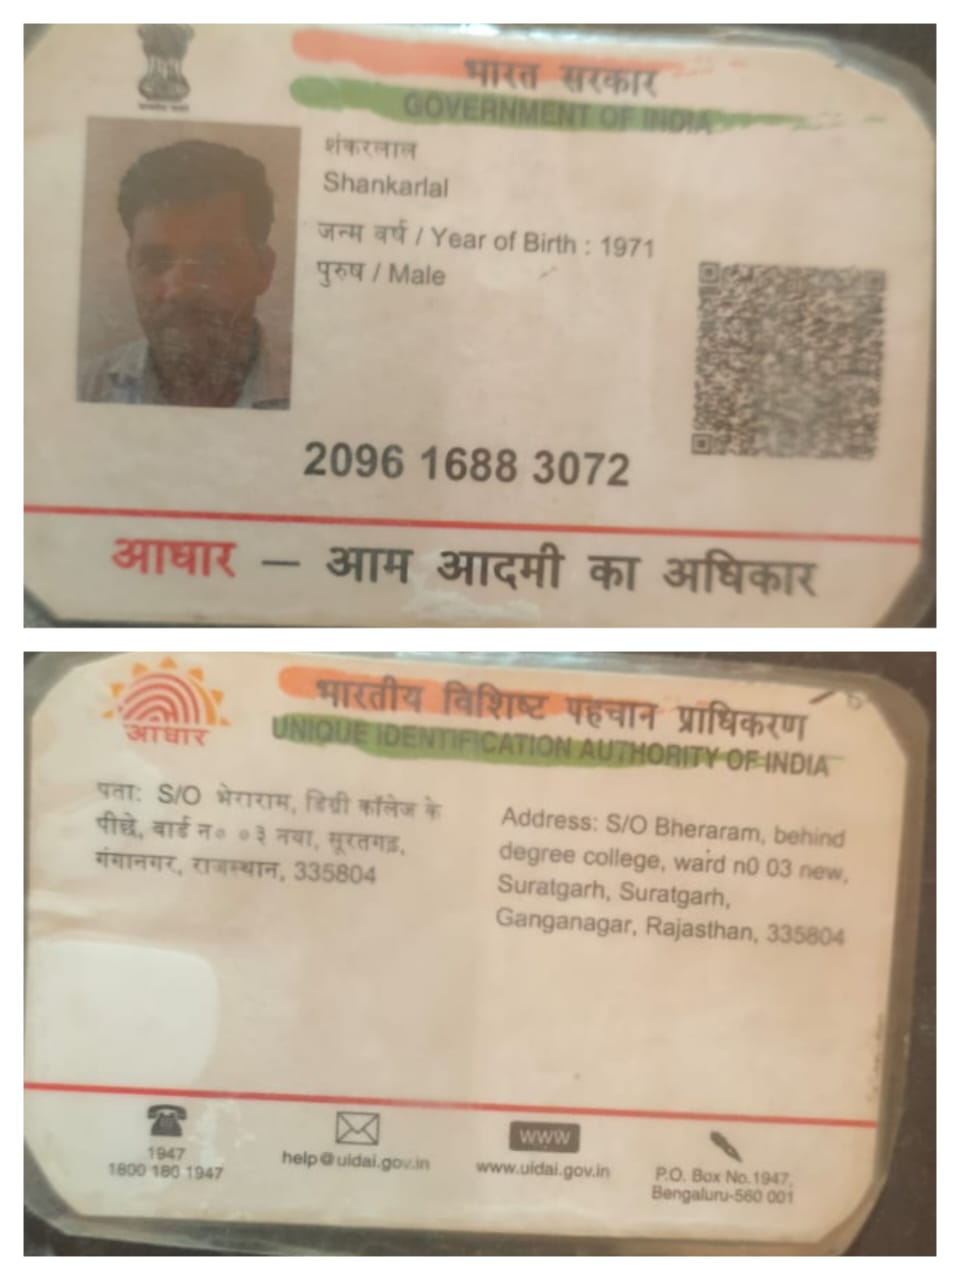 भारत सरकार
GOVERNMENT OF INDIA
शंकरलाल
Shankarlal
जन्म वर्ष / Year of Birth : 1971
पुरुष / Male
2096 1688 3072
आधार — आम आदमी का अधिकार
भारतीय विशिष्ट पहचान प्राधिकरण
UNIQUE IDENTIFICATION AUTHORITY OF INDIA
आधार
पता: S/O भेराराम, डिग्री कॉलेज के
पीछे, वार्ड न० ०३ नया, सूरतगढ़,
गंगानगर, राजस्थान, 335804
Address: S/O Bheraram, behind
degree college, ward n0 03 new,
Suratgarh, Suratgarh,
Ganganagar, Rajasthan, 335804
1947
1800 180 1947
help@uidai.gov.in
www
www.uidai.gov.in
P.O. Box No.1947,
Bengaluru-560 001